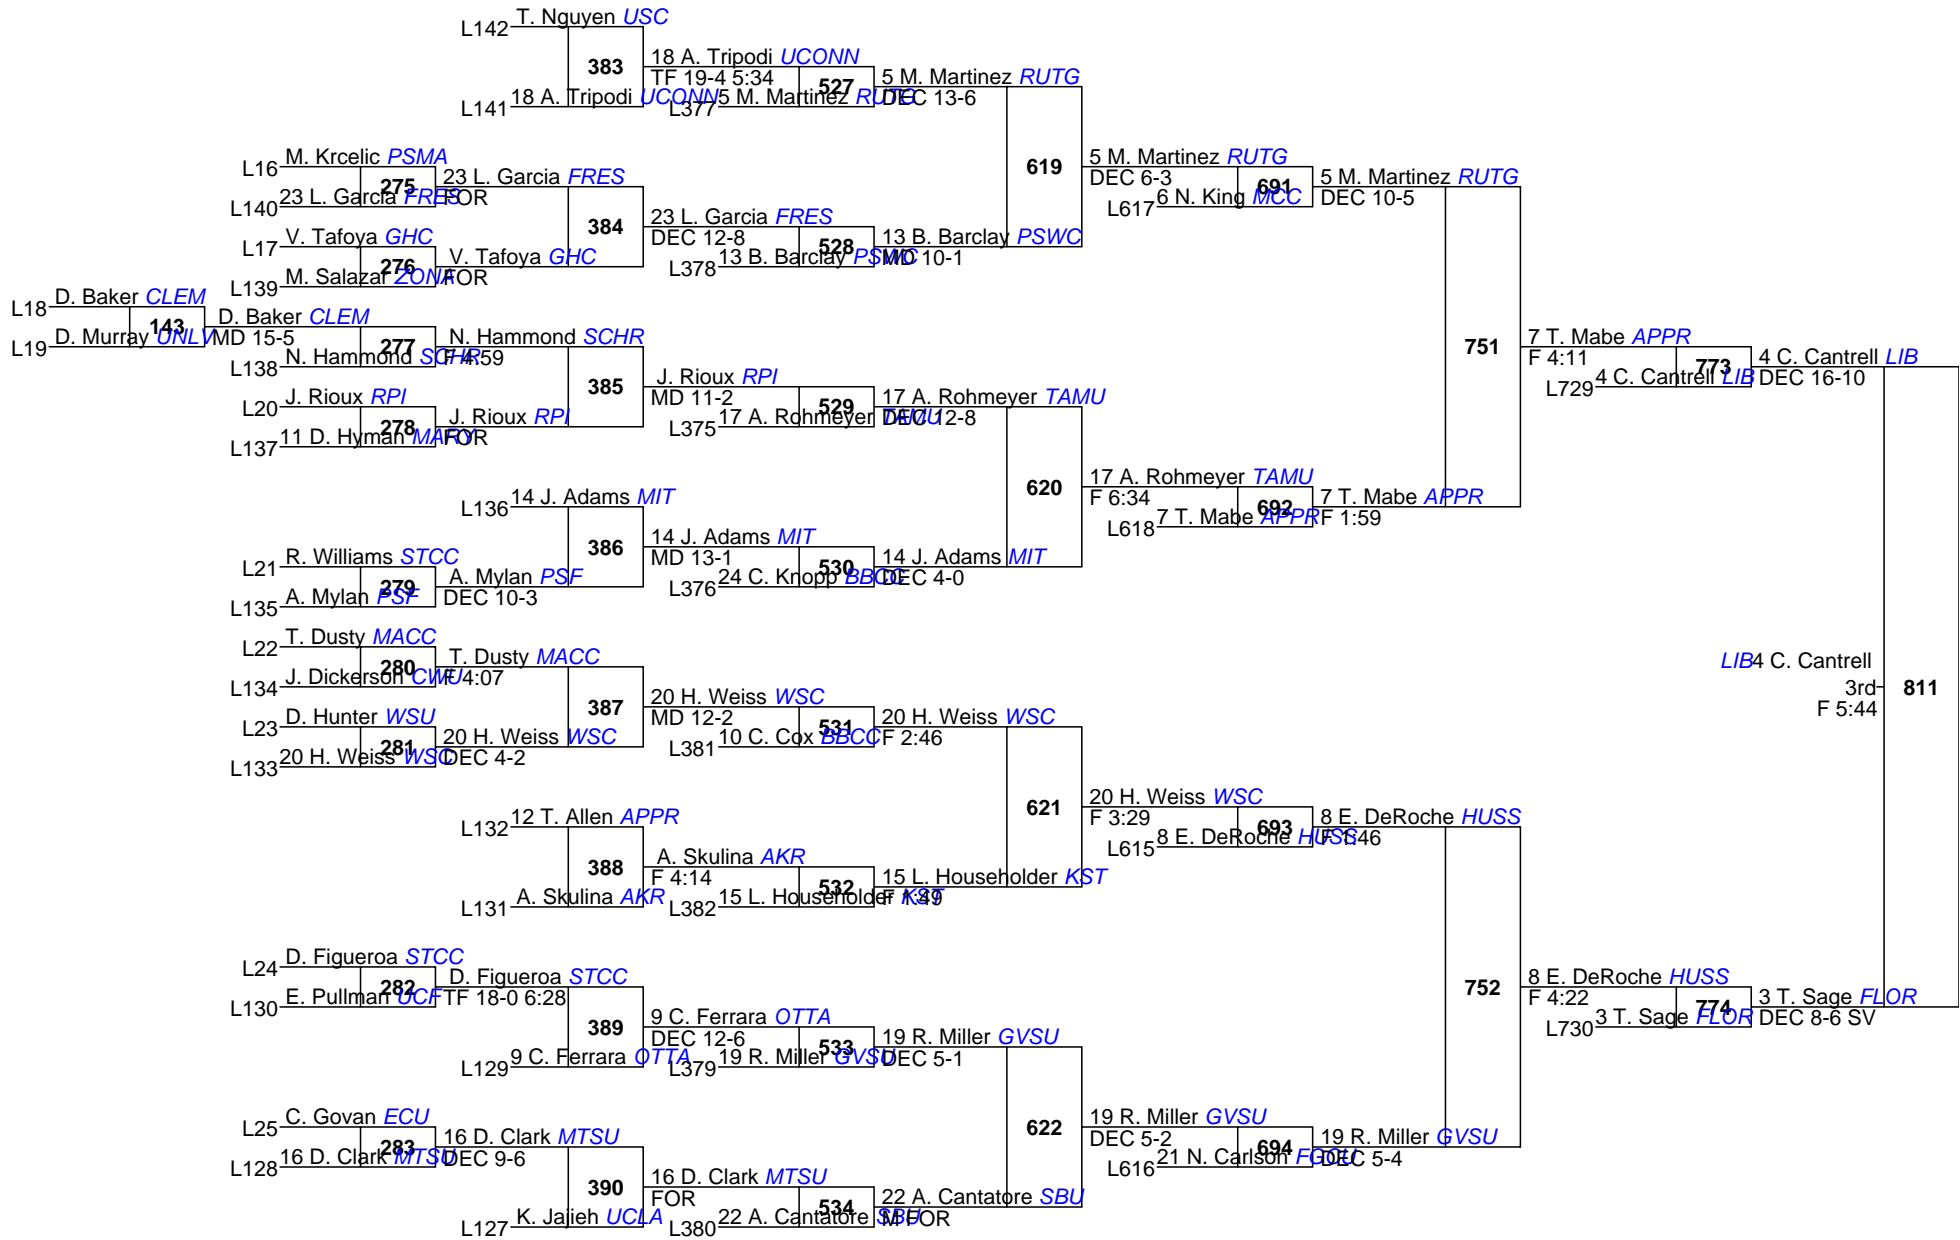 L142 T. Nguyen USC
383
18 A. Tripodi UCONN
TF 19-4 5:34
L141 18 A. Tripodi UCONN
527
L377 5 M. Martinez RUTG
5 M. Martinez RUTG
DEC 13-6
L16 M. Krcelic PSMA
275
L140 23 L. Garcia FRES
23 L. Garcia FRES
FOR
384
L17 V. Tafoya GHC
276
L139 M. Salazar ZONA
V. Tafoya GHC
FOR
23 L. Garcia FRES
DEC 12-8
528
L378 13 B. Barclay PSWC
13 B. Barclay PSWC
MD 10-1
619
5 M. Martinez RUTG
DEC 6-3
691
L617 6 N. King MCC
5 M. Martinez RUTG
DEC 10-5
L18 D. Baker CLEM
143
L19 D. Murray UNLV
D. Baker CLEM
MD 15-5
277
L138 N. Hammond SCHR
N. Hammond SCHR
F 4:59
385
L20 J. Rioux RPI
278
L137 11 D. Hyman MARY
J. Rioux RPI
FOR
J. Rioux RPI
MD 11-2
529
L375 17 A. Rohmeyer TAMU
17 A. Rohmeyer TAMU
DEC 12-8
L136 14 J. Adams MIT
386
L21 R. Williams STCC
279
L135 A. Mylan PSF
A. Mylan PSF
DEC 10-3
14 J. Adams MIT
MD 13-1
530
L376 24 C. Knopp BBCC
14 J. Adams MIT
DEC 4-0
620
17 A. Rohmeyer TAMU
F 6:34
692
L618 7 T. Mabe APPR
7 T. Mabe APPR
F 1:59
751
7 T. Mabe APPR
F 4:11
773
L729 4 C. Cantrell LIB
4 C. Cantrell LIB
DEC 16-10
L22 T. Dusty MACC
280
L134 J. Dickerson CWU
T. Dusty MACC
F 4:07
387
L23 D. Hunter WSU
281
L133 20 H. Weiss WSC
20 H. Weiss WSC
DEC 4-2
20 H. Weiss WSC
MD 12-2
531
L381 10 C. Cox BBCC
20 H. Weiss WSC
F 2:46
LIB4 C. Cantrell
3rd
F 5:44
811
L132 12 T. Allen APPR
388
L131 A. Skulina AKR
A. Skulina AKR
F 4:14
532
L382 15 L. Householder KST
15 L. Householder KST
F 1:49
621
20 H. Weiss WSC
F 3:29
693
L615 8 E. DeRoche HUSS
8 E. DeRoche HUSS
F 1:46
L24 D. Figueroa STCC
282
L130 E. Pullman UCF
D. Figueroa STCC
TF 18-0 6:28
389
L129 9 C. Ferrara OTTA
9 C. Ferrara OTTA
DEC 12-6
533
L379 19 R. Miller GVSU
19 R. Miller GVSU
DEC 5-1
752
8 E. DeRoche HUSS
F 4:22
774
L730 3 T. Sage FLOR
3 T. Sage FLOR
DEC 8-6 SV
L25 C. Govan ECU
283
L128 16 D. Clark MTSU
16 D. Clark MTSU
DEC 9-6
390
L127 K. Jajieh UCLA
16 D. Clark MTSU
FOR
534
L380 22 A. Cantatore SBU
22 A. Cantatore SBU
M FOR
622
19 R. Miller GVSU
DEC 5-2
694
L616 21 N. Carlson FGCU
19 R. Miller GVSU
DEC 5-4